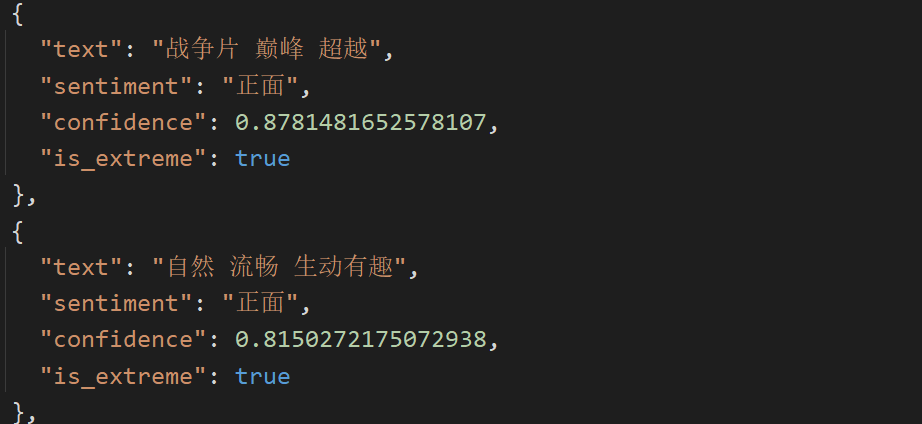 {
"text": "战争片 巅峰 超越",
"sentiment": "正面",
"confidence": 0.8781481652578107,
"is_extreme": true
},
{
"text": "自然 流畅 生动有趣",
"sentiment": "正面",
"confidence": 0.8150272175072938,
"is_extreme": true
},